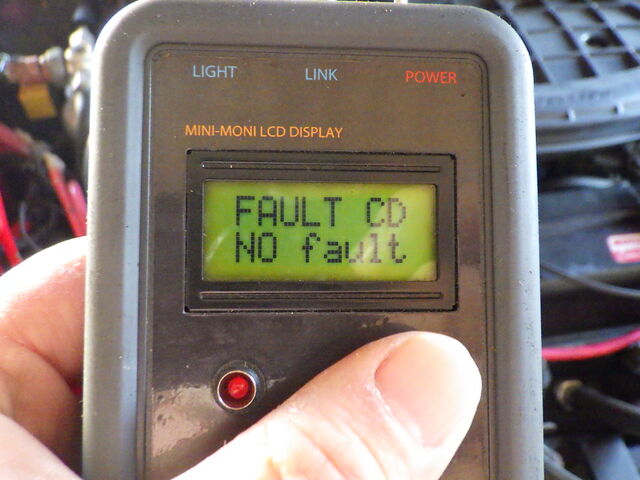 LIGHT LINK POWER
MINI-MONI LCD DISPLAY
FAULT CD
NO fault